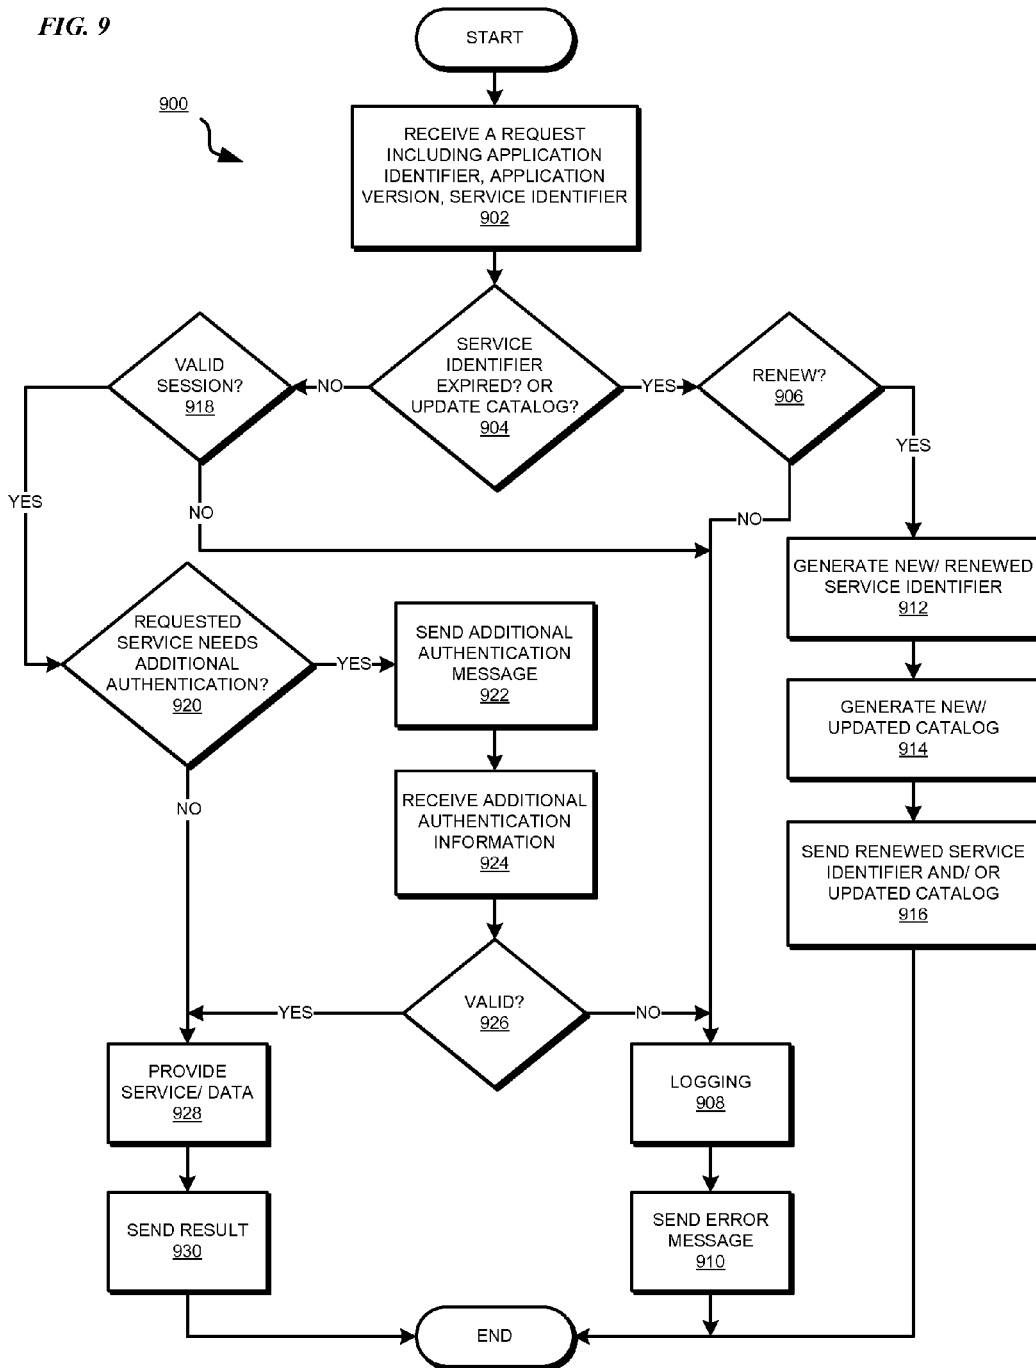 FIG. 9
START
900
RECEIVE A REQUEST
INCLUDING APPLICATION
IDENTIFIER, APPLICATION
VERSION, SERVICE IDENTIFIER
902
SERVICE
IDENTIFIER
EXPIRED? OR
UPDATE CATALOG?
904
VALID
SESSION?
918
NO
YES
RENEW?
906
YES
YES
NO
NO
GENERATE NEW/ RENEWED
SERVICE IDENTIFIER
912
REQUESTED
SERVICE NEEDS
ADDITIONAL
AUTHENTICATION?
920
YES
SEND ADDITIONAL
AUTHENTICATION
MESSAGE
922
GENERATE NEW/
UPDATED CATALOG
914
NO
RECEIVE ADDITIONAL
AUTHENTICATION
INFORMATION
924
SEND RENEWED SERVICE
IDENTIFIER AND/ OR
UPDATED CATALOG
916
YES
VALID?
926
NO
PROVIDE
SERVICE/ DATA
928
LOGGING
908
SEND RESULT
930
SEND ERROR
MESSAGE
910
END